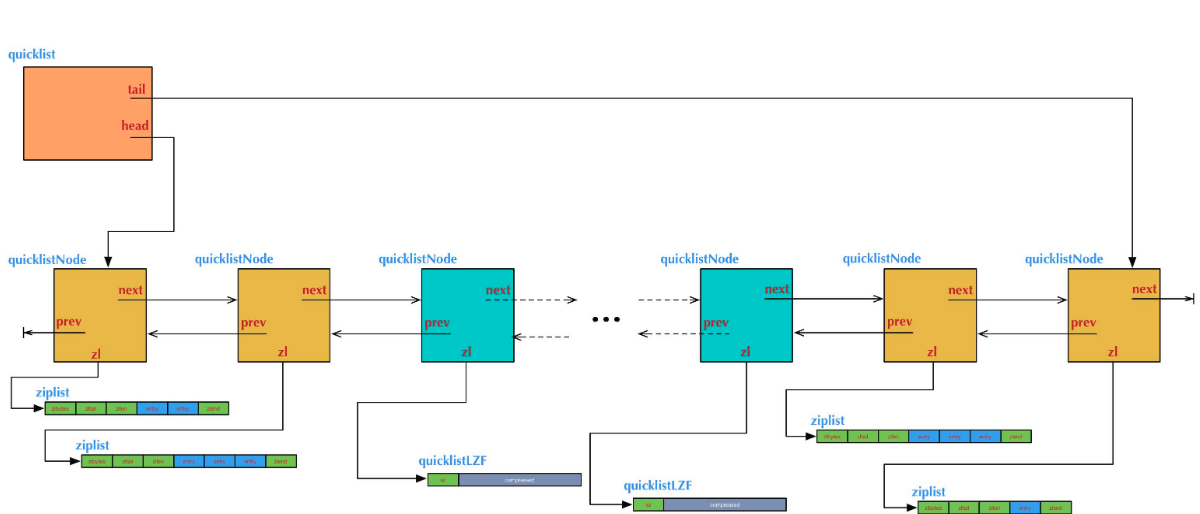 quicklist
tail
head
quicklistNode quicklistNode quicklistNode quicklistNode quicklistNode quicklistNode
next next next next next next
prev prev prev ... prev prev prev
zl zl zl zl zl zl
ziplist
zlbytes zltail zllen entry entry zlend
ziplist
zlbytes zltail zllen entry entry entry zlend
ziplist
zlbytes zltail zllen entry entry entry zlend
quicklistLZF
sz compressed
quicklistLZF
sz compressed
ziplist
zlbytes zltail zllen entry zlend